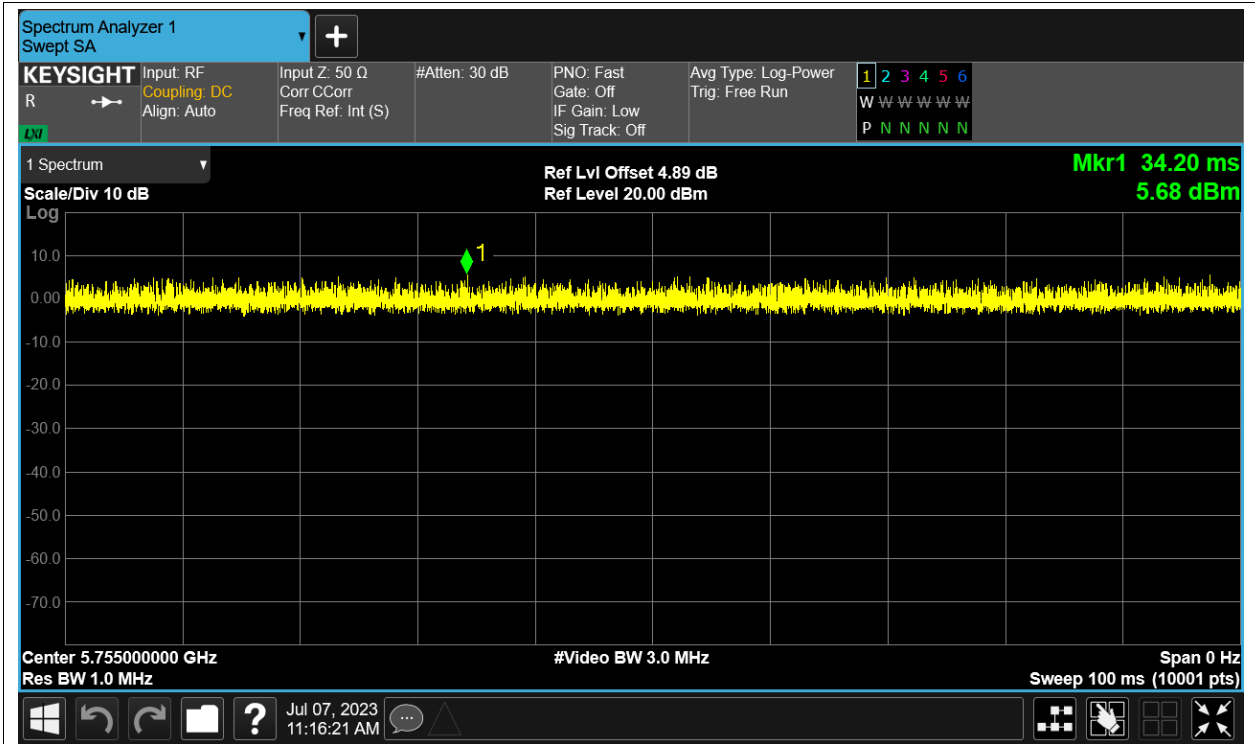 Spectrum Analyzer 1
Swept SA
KEYSIGHT
R
LXI
Input: RF
Coupling: DC
Align: Auto
Input Z: 50 Ω
Corr CCorr
Freq Ref: Int (S)
#Atten: 30 dB
PNO: Fast
Gate: Off
IF Gain: Low
Sig Track: Off
Avg Type: Log-Power
Trig: Free Run
1 2 3 4 5 6
W W W W W W
P N N N N N
1 Spectrum
Scale/Div 10 dB
Ref Lvl Offset 4.89 dB
Ref Level 20.00 dBm
Mkr1 34.20 ms
5.68 dBm
Log
1
10.0
0.00
-10.0
-20.0
-30.0
-40.0
-50.0
-60.0
-70.0
Center 5.755000000 GHz
#Video BW 3.0 MHz
Span 0 Hz
Res BW 1.0 MHz
Sweep 100 ms (10001 pts)
?
Jul 07, 2023
11:16:21 AM